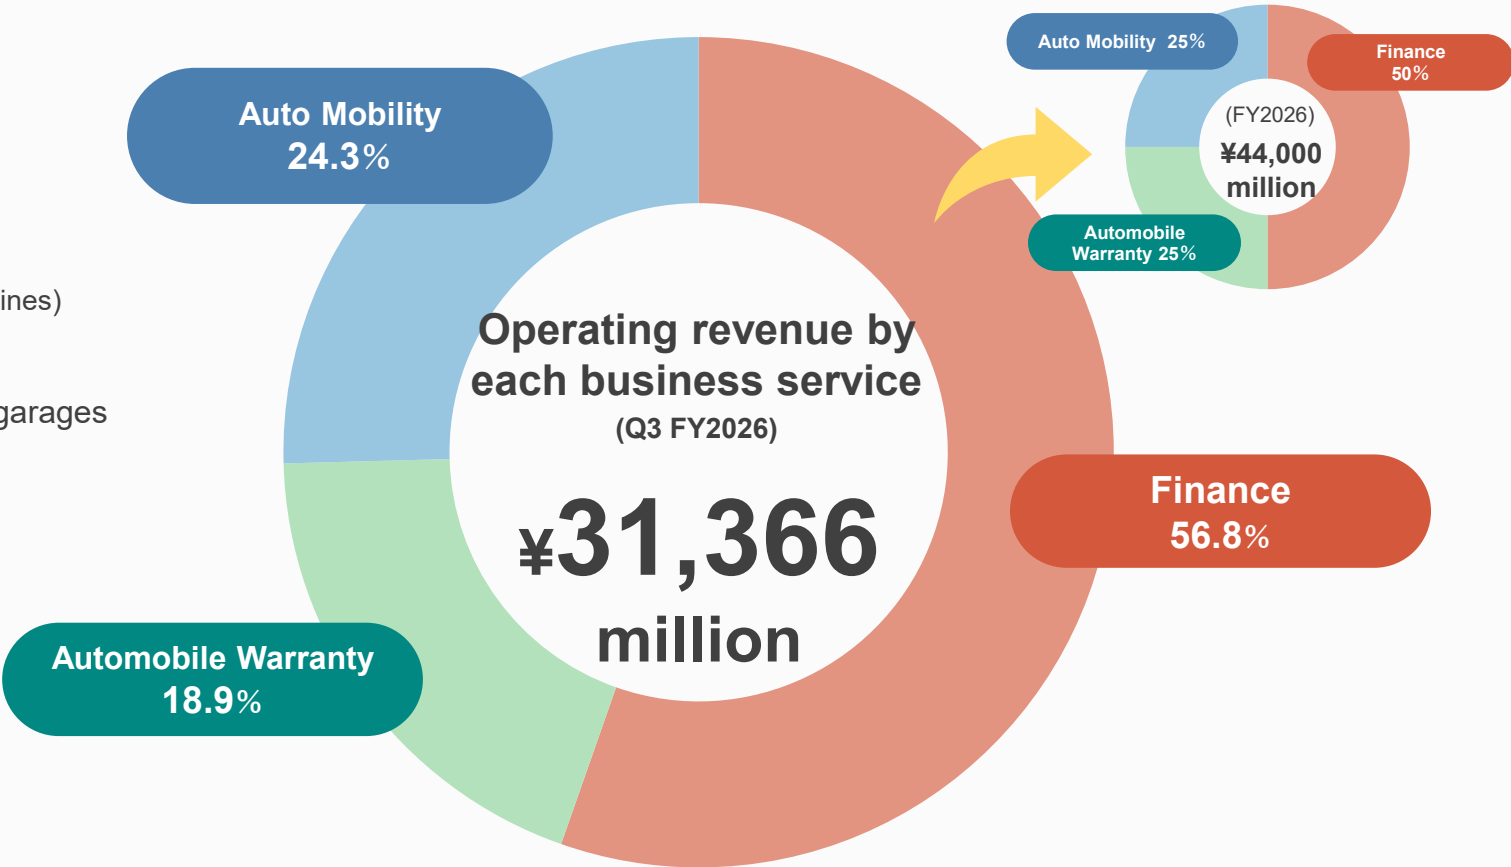 Auto Mobility 25%
Finance
50%
(FY2026)
¥44,000
million
Automobile
Warranty 25%
Auto Mobility
24.3%
ines)
garages
Operating revenue by
each business service
(Q3 FY2026)
¥31,366
million
Finance
56.8%
Automobile Warranty
18.9%